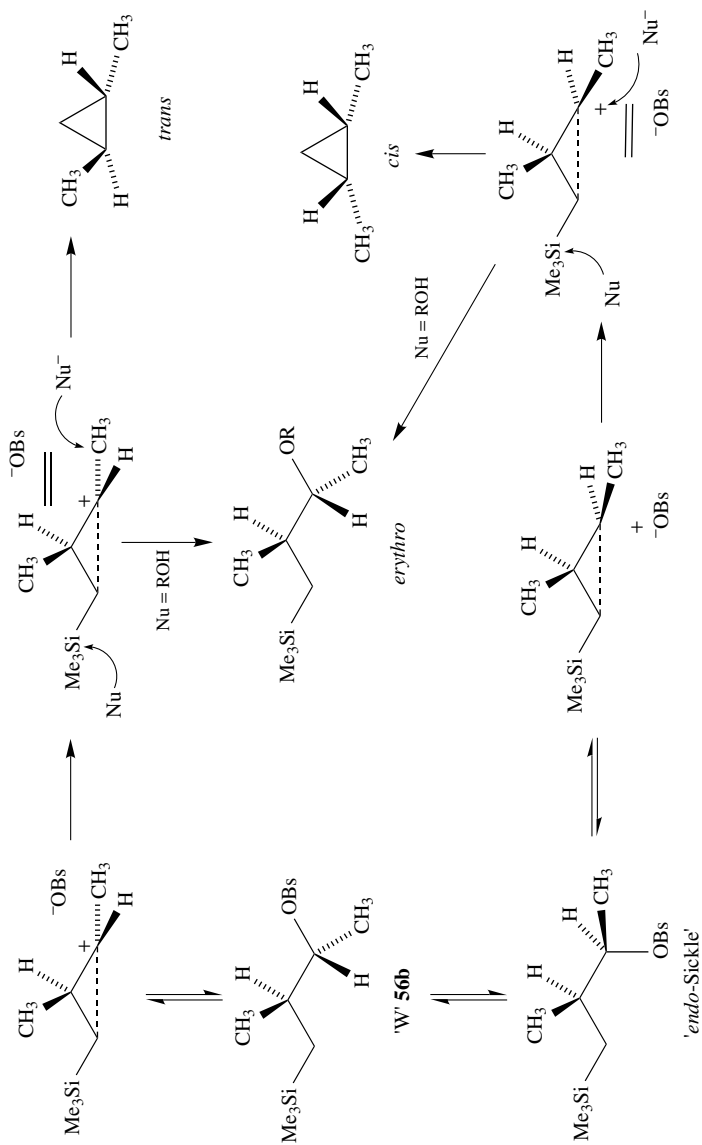 CH₃ H ⁻OBs
+
Me₃Si CH₃
H
⁻OBs
CH₃ H Nu⁻
+
Me₃Si CH₃
H
Nu
CH₃ H
H CH₃
trans
Nu = ROH
CH₃ H OBs
Me₃Si H CH₃
'W' 56b
CH₃ H OR
Me₃Si H CH₃
erythro
Nu = ROH
H H
CH₃ CH₃
cis
CH₃ H H
CH₃
Me₃Si OBs
'endo-Sickle'
CH₃ H H
Me₃Si CH₃
+
⁻OBs
CH₃ H H
Me₃Si CH₃
+
Nu Nu⁻
⁻OBs